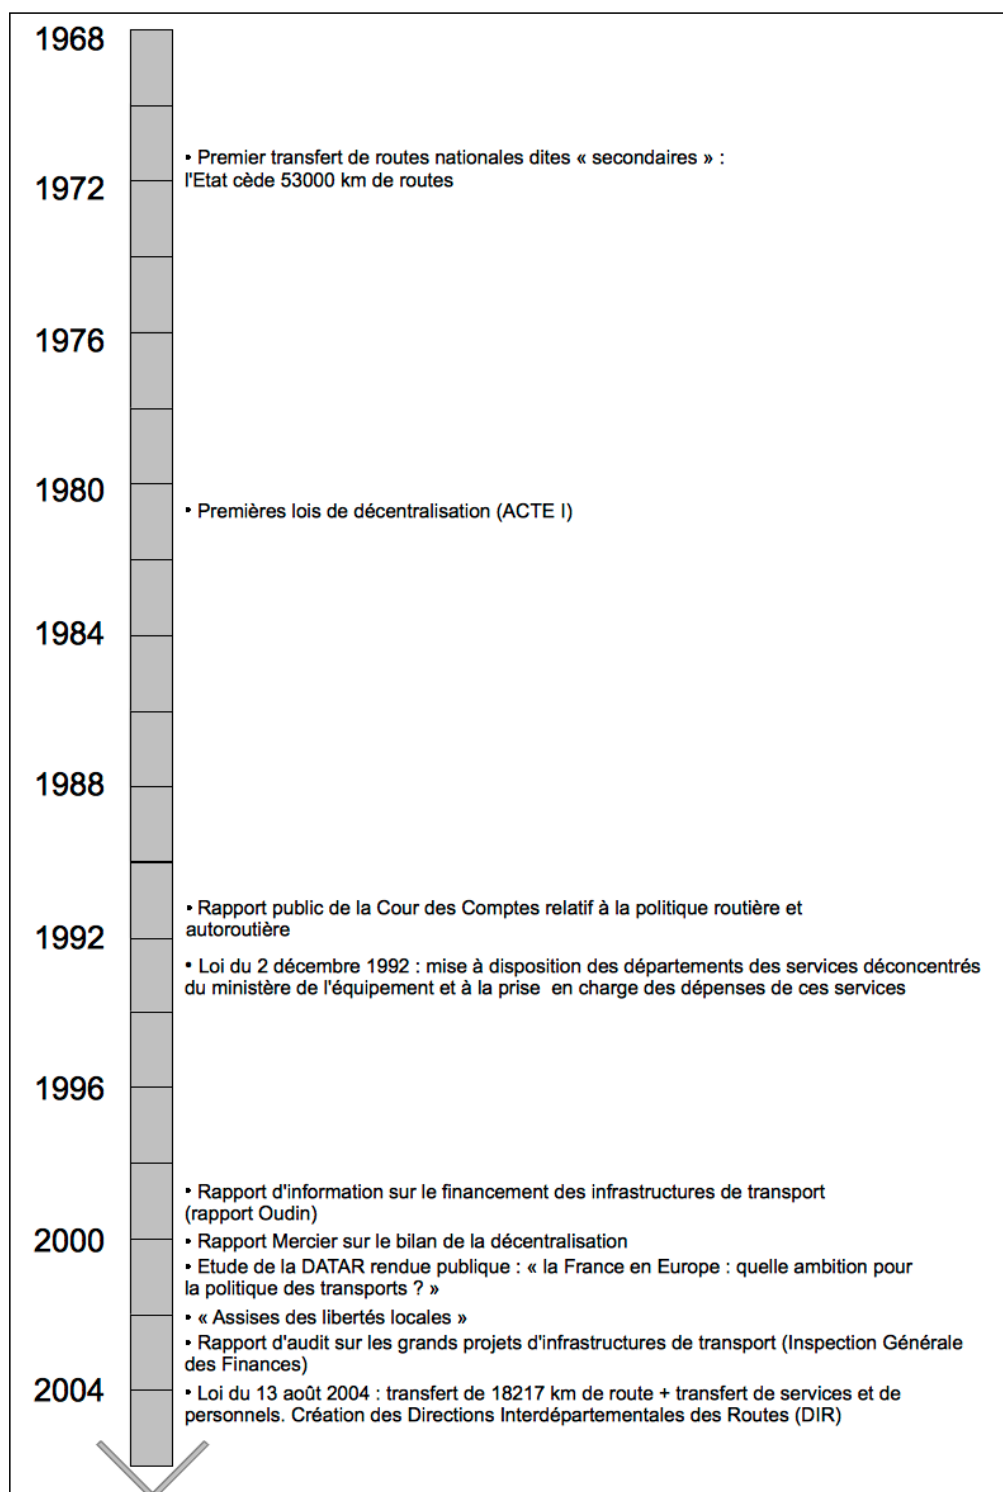 1968
• Premier transfert de routes nationales dites « secondaires » :
l'Etat cède 53000 km de routes
1972
1976
1980
• Premières lois de décentralisation (ACTE I)
1984
1988
• Rapport public de la Cour des Comptes relatif à la politique routière et
autoroutière
1992
• Loi du 2 décembre 1992 : mise à disposition des départements des services déconcentrés
du ministère de l'équipement et à la prise en charge des dépenses de ces services
1996
• Rapport d'information sur le financement des infrastructures de transport
(rapport Oudin)
2000
• Rapport Mercier sur le bilan de la décentralisation
• Etude de la DATAR rendue publique : « la France en Europe : quelle ambition pour
la politique des transports ? »
• « Assises des libertés locales »
• Rapport d'audit sur les grands projets d'infrastructures de transport (Inspection Générale
des Finances)
2004
• Loi du 13 août 2004 : transfert de 18217 km de route + transfert de services et de
personnels. Création des Directions Interdépartementales des Routes (DIR)